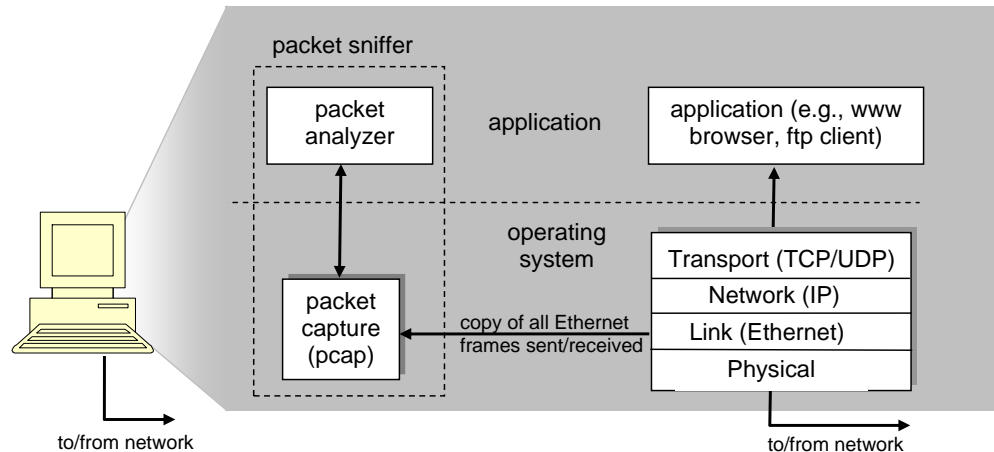 packet sniffer
packet
analyzer
application
application (e.g., www
browser, ftp client)
operating
system
packet
capture
(pcap)
copy of all Ethernet
frames sent/received
Transport (TCP/UDP)
Network (IP)
Link (Ethernet)
Physical
to/from network
to/from network